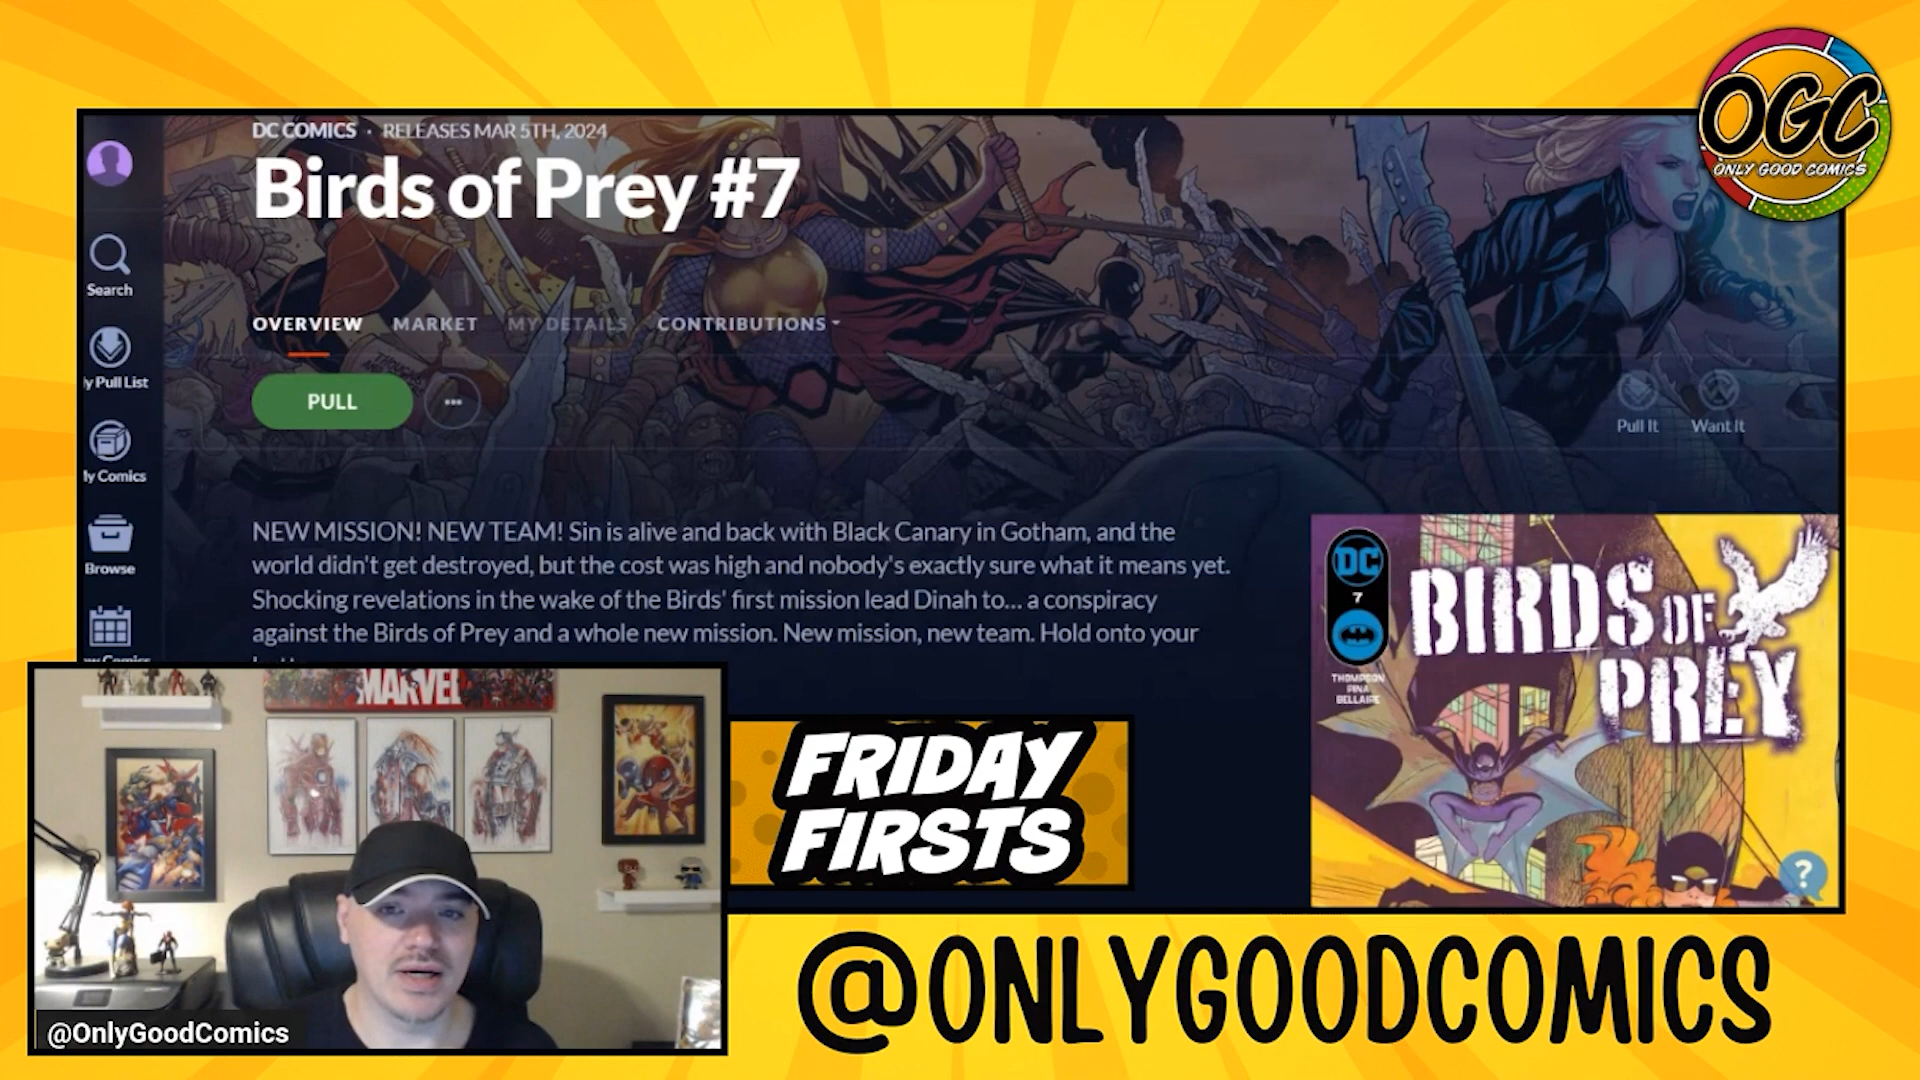 OGC
ONLY GOOD COMICS
DC COMICS · RELEASES MAR 5TH, 2024
Birds of Prey #7
Search
y Pull List
ly Comics
Browse
OVERVIEW MARKET MY DETAILS CONTRIBUTIONS
PULL
Pull It Want It
NEW MISSION! NEW TEAM! Sin is alive and back with Black Canary in Gotham, and the
world didn't get destroyed, but the cost was high and nobody's exactly sure what it means yet.
Shocking revelations in the wake of the Birds' first mission lead Dinah to... a conspiracy
against the Birds of Prey and a whole new mission. New mission, new team. Hold onto your
DC
7
THOMPSON
PINA
BELLAIRE
BIRDS OF
PREY
?
MARVEL
FRIDAY
FIRSTS
@OnlyGoodComics
@ONLYGOODCOMICS